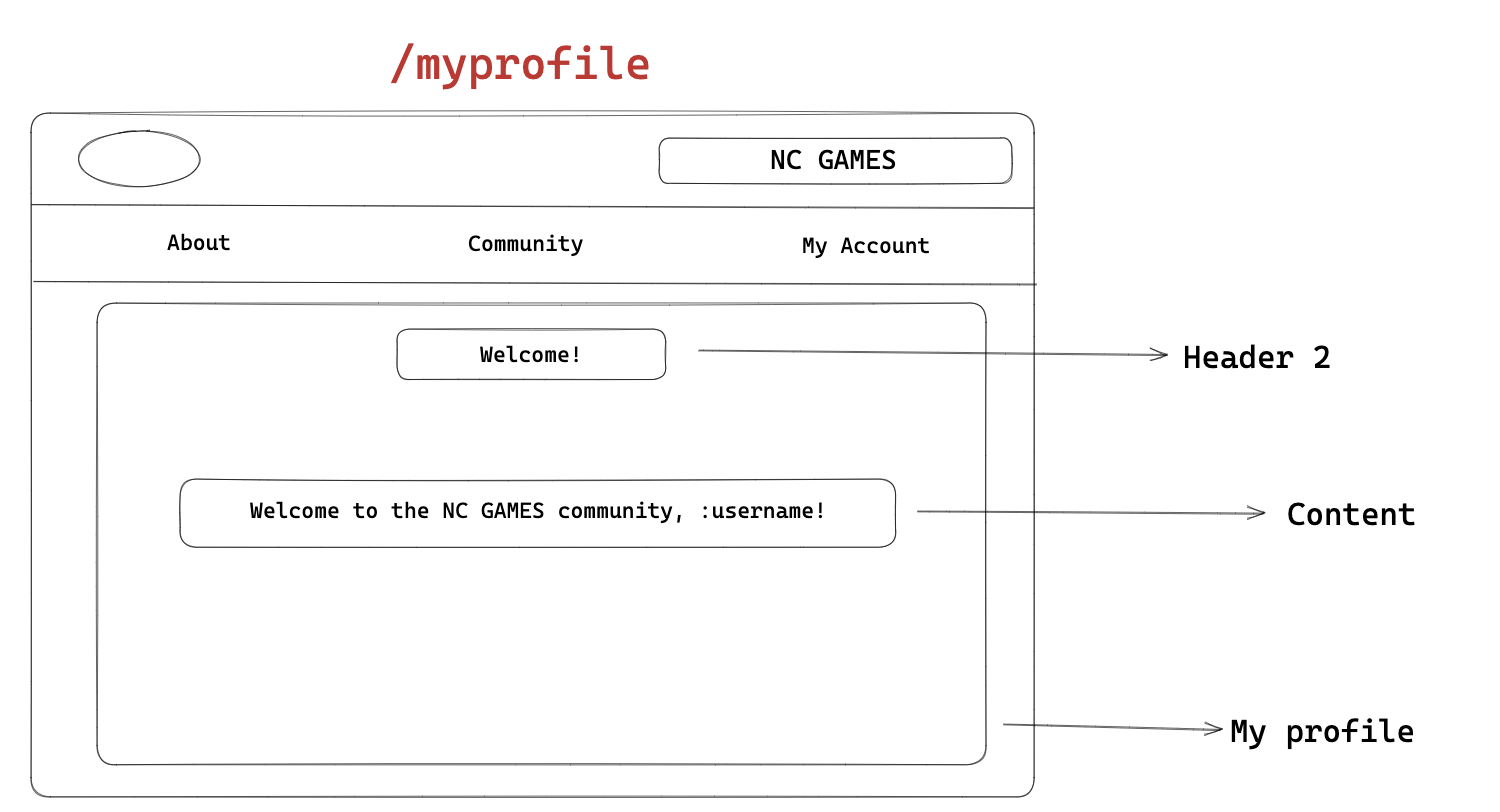 /myprofile
NC GAMES
About Community My Account
Welcome!
Header 2
Welcome to the NC GAMES community, :username!
Content
My profile